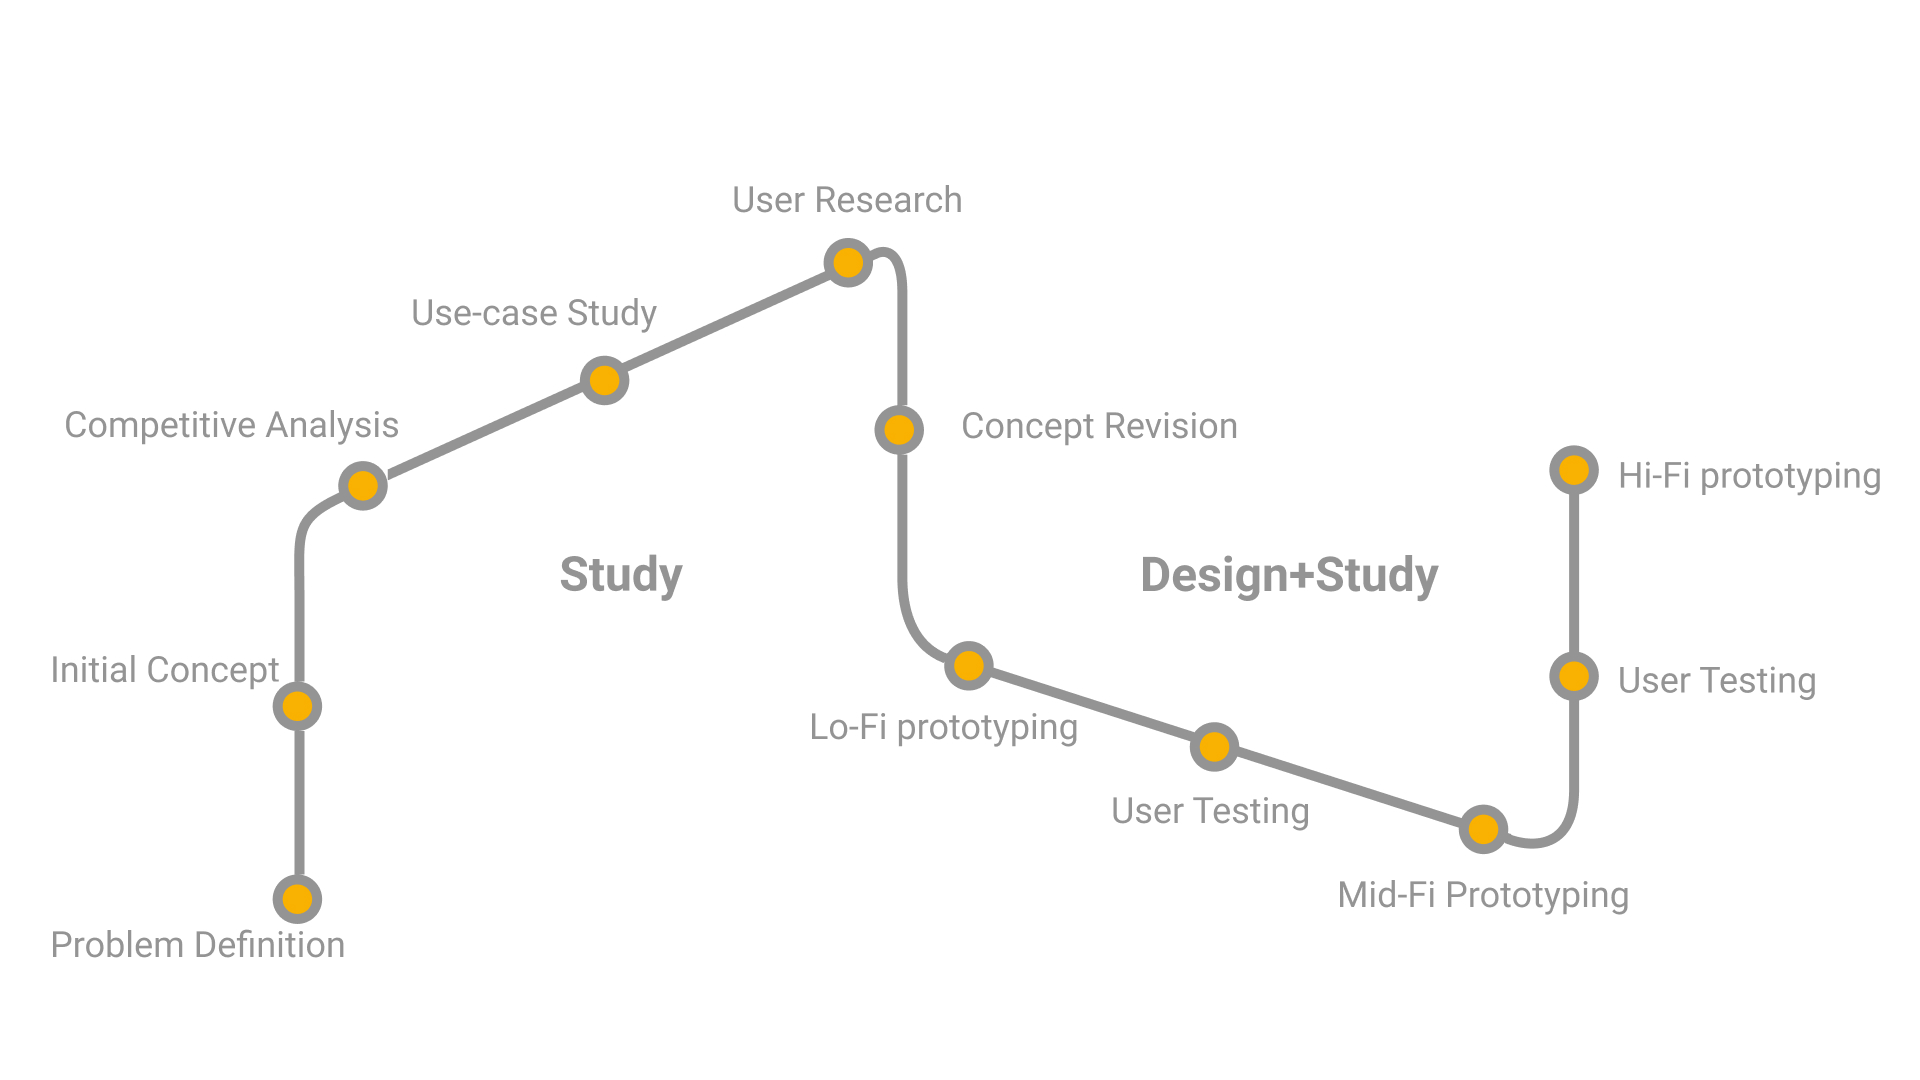 User Research
Use-case Study
Competitive Analysis
Concept Revision
Hi-Fi prototyping
Study
Design+Study
Initial Concept
User Testing
Lo-Fi prototyping
User Testing
Mid-Fi Prototyping
Problem Definition